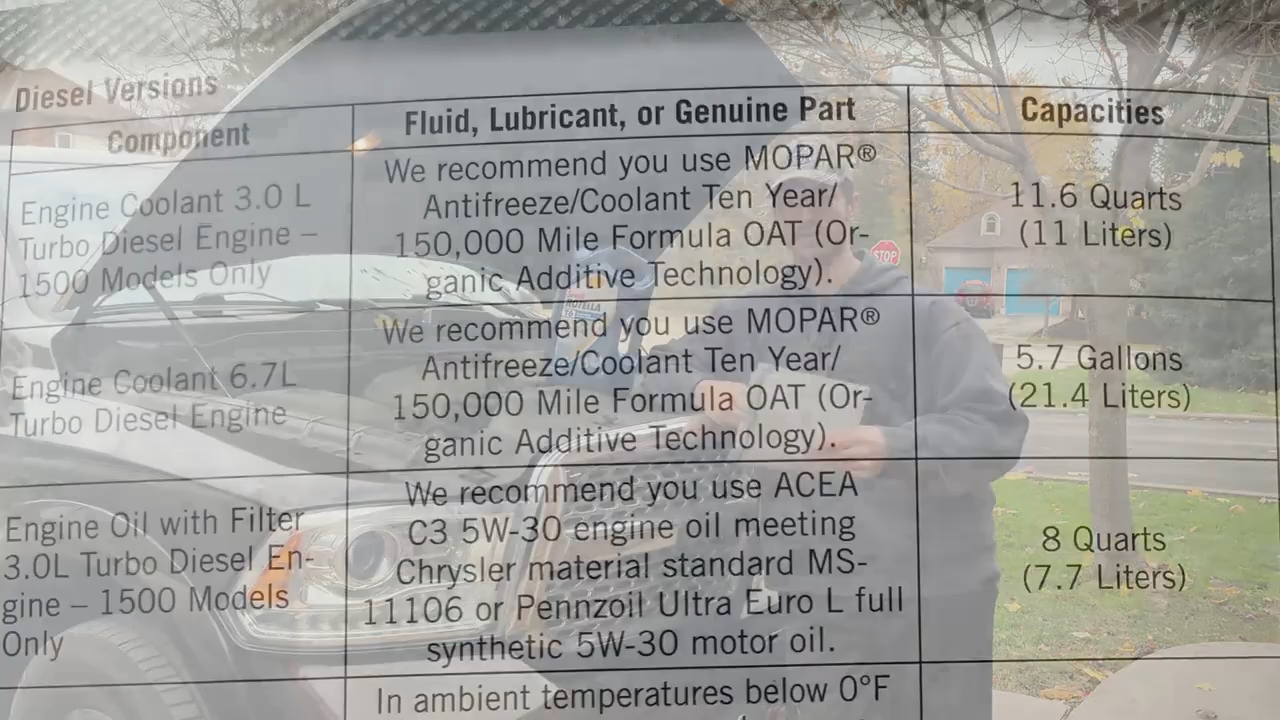 Diesel Versions
Component
Fluid, Lubricant, or Genuine Part
Capacities
Engine Coolant 3.0 L
Turbo Diesel Engine –
1500 Models Only
We recommend you use MOPAR®
Antifreeze/Coolant Ten Year/
150,000 Mile Formula OAT (Or-
ganic Additive Technology).
11.6 Quarts
(11 Liters)
Engine Coolant 6.7L
Turbo Diesel Engine
We recommend you use MOPAR®
Antifreeze/Coolant Ten Year/
150,000 Mile Formula OAT (Or-
ganic Additive Technology).
5.7 Gallons
(21.4 Liters)
Engine Oil with Filter
3.0L Turbo Diesel En-
gine – 1500 Models
Only
We recommend you use ACEA
C3 5W-30 engine oil meeting
Chrysler material standard MS-
11106 or Pennzoil Ultra Euro L full
synthetic 5W-30 motor oil.
8 Quarts
(7.7 Liters)
In ambient temperatures below 0°F
STOP
ROTELLA
T6